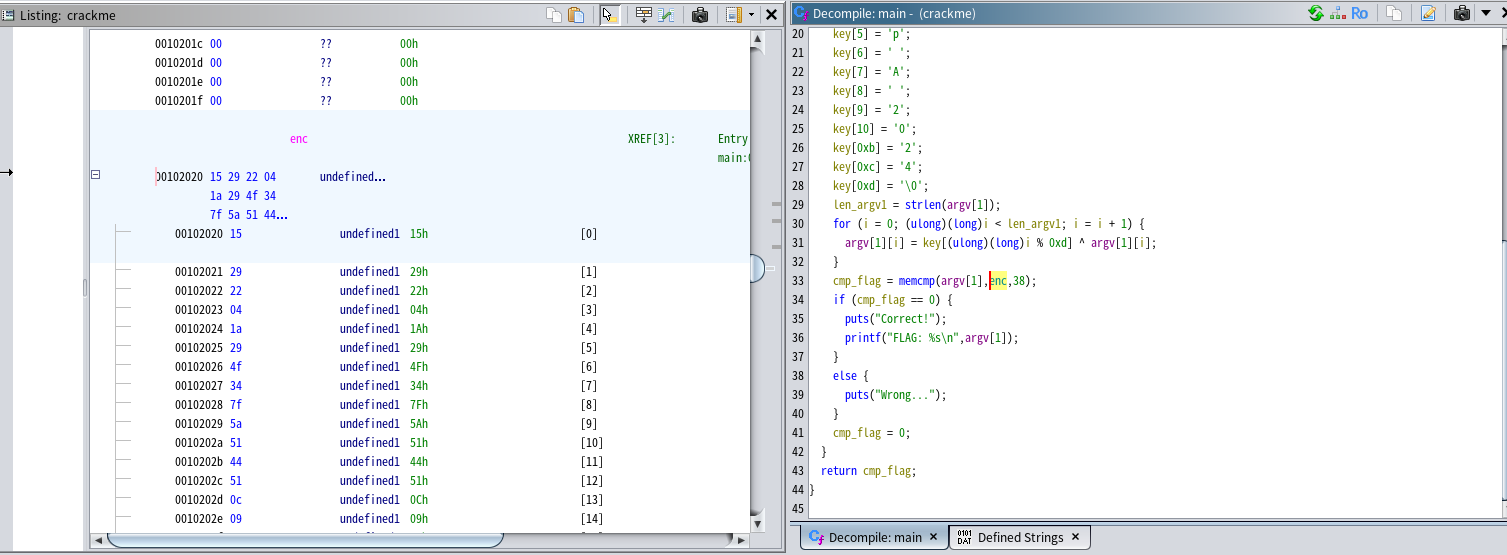 Listing: crackme
0010201c 00 ?? 00h
0010201d 00 ?? 00h
0010201e 00 ?? 00h
0010201f 00 ?? 00h
enc XREF[3]: Entry
main:
00102020 15 29 22 04 undefined...
1a 29 4f 34
7f 5a 51 44...
00102020 15 undefined1 15h [0]
00102021 29 undefined1 29h [1]
00102022 22 undefined1 22h [2]
00102023 04 undefined1 04h [3]
00102024 1a undefined1 1Ah [4]
00102025 29 undefined1 29h [5]
00102026 4f undefined1 4Fh [6]
00102027 34 undefined1 34h [7]
00102028 7f undefined1 7Fh [8]
00102029 5a undefined1 5Ah [9]
0010202a 51 undefined1 51h [10]
0010202b 44 undefined1 44h [11]
0010202c 51 undefined1 51h [12]
0010202d 0c undefined1 0Ch [13]
0010202e 09 undefined1 09h [14]
Decompile: main - (crackme)
Ro
20 key[5] = 'p';
21 key[6] = ' ';
22 key[7] = 'A';
23 key[8] = ' ';
24 key[9] = '2';
25 key[10] = '0';
26 key[0xb] = '2';
27 key[0xc] = '4';
28 key[0xd] = '\0';
29 len_argv1 = strlen(argv[1]);
30 for (i = 0; (ulong)(long)i < len_argv1; i = i + 1) {
31 argv[1][i] = key[(ulong)(long)i % 0xd] ^ argv[1][i];
32 }
33 cmp_flag = memcmp(argv[1],enc,38);
34 if (cmp_flag == 0) {
35 puts("Correct!");
36 printf("FLAG: %s\n",argv[1]);
37 }
38 else {
39 puts("Wrong...");
40 }
41 cmp_flag = 0;
42 }
43 return cmp_flag;
44 }
45
Decompile: main
Defined Strings